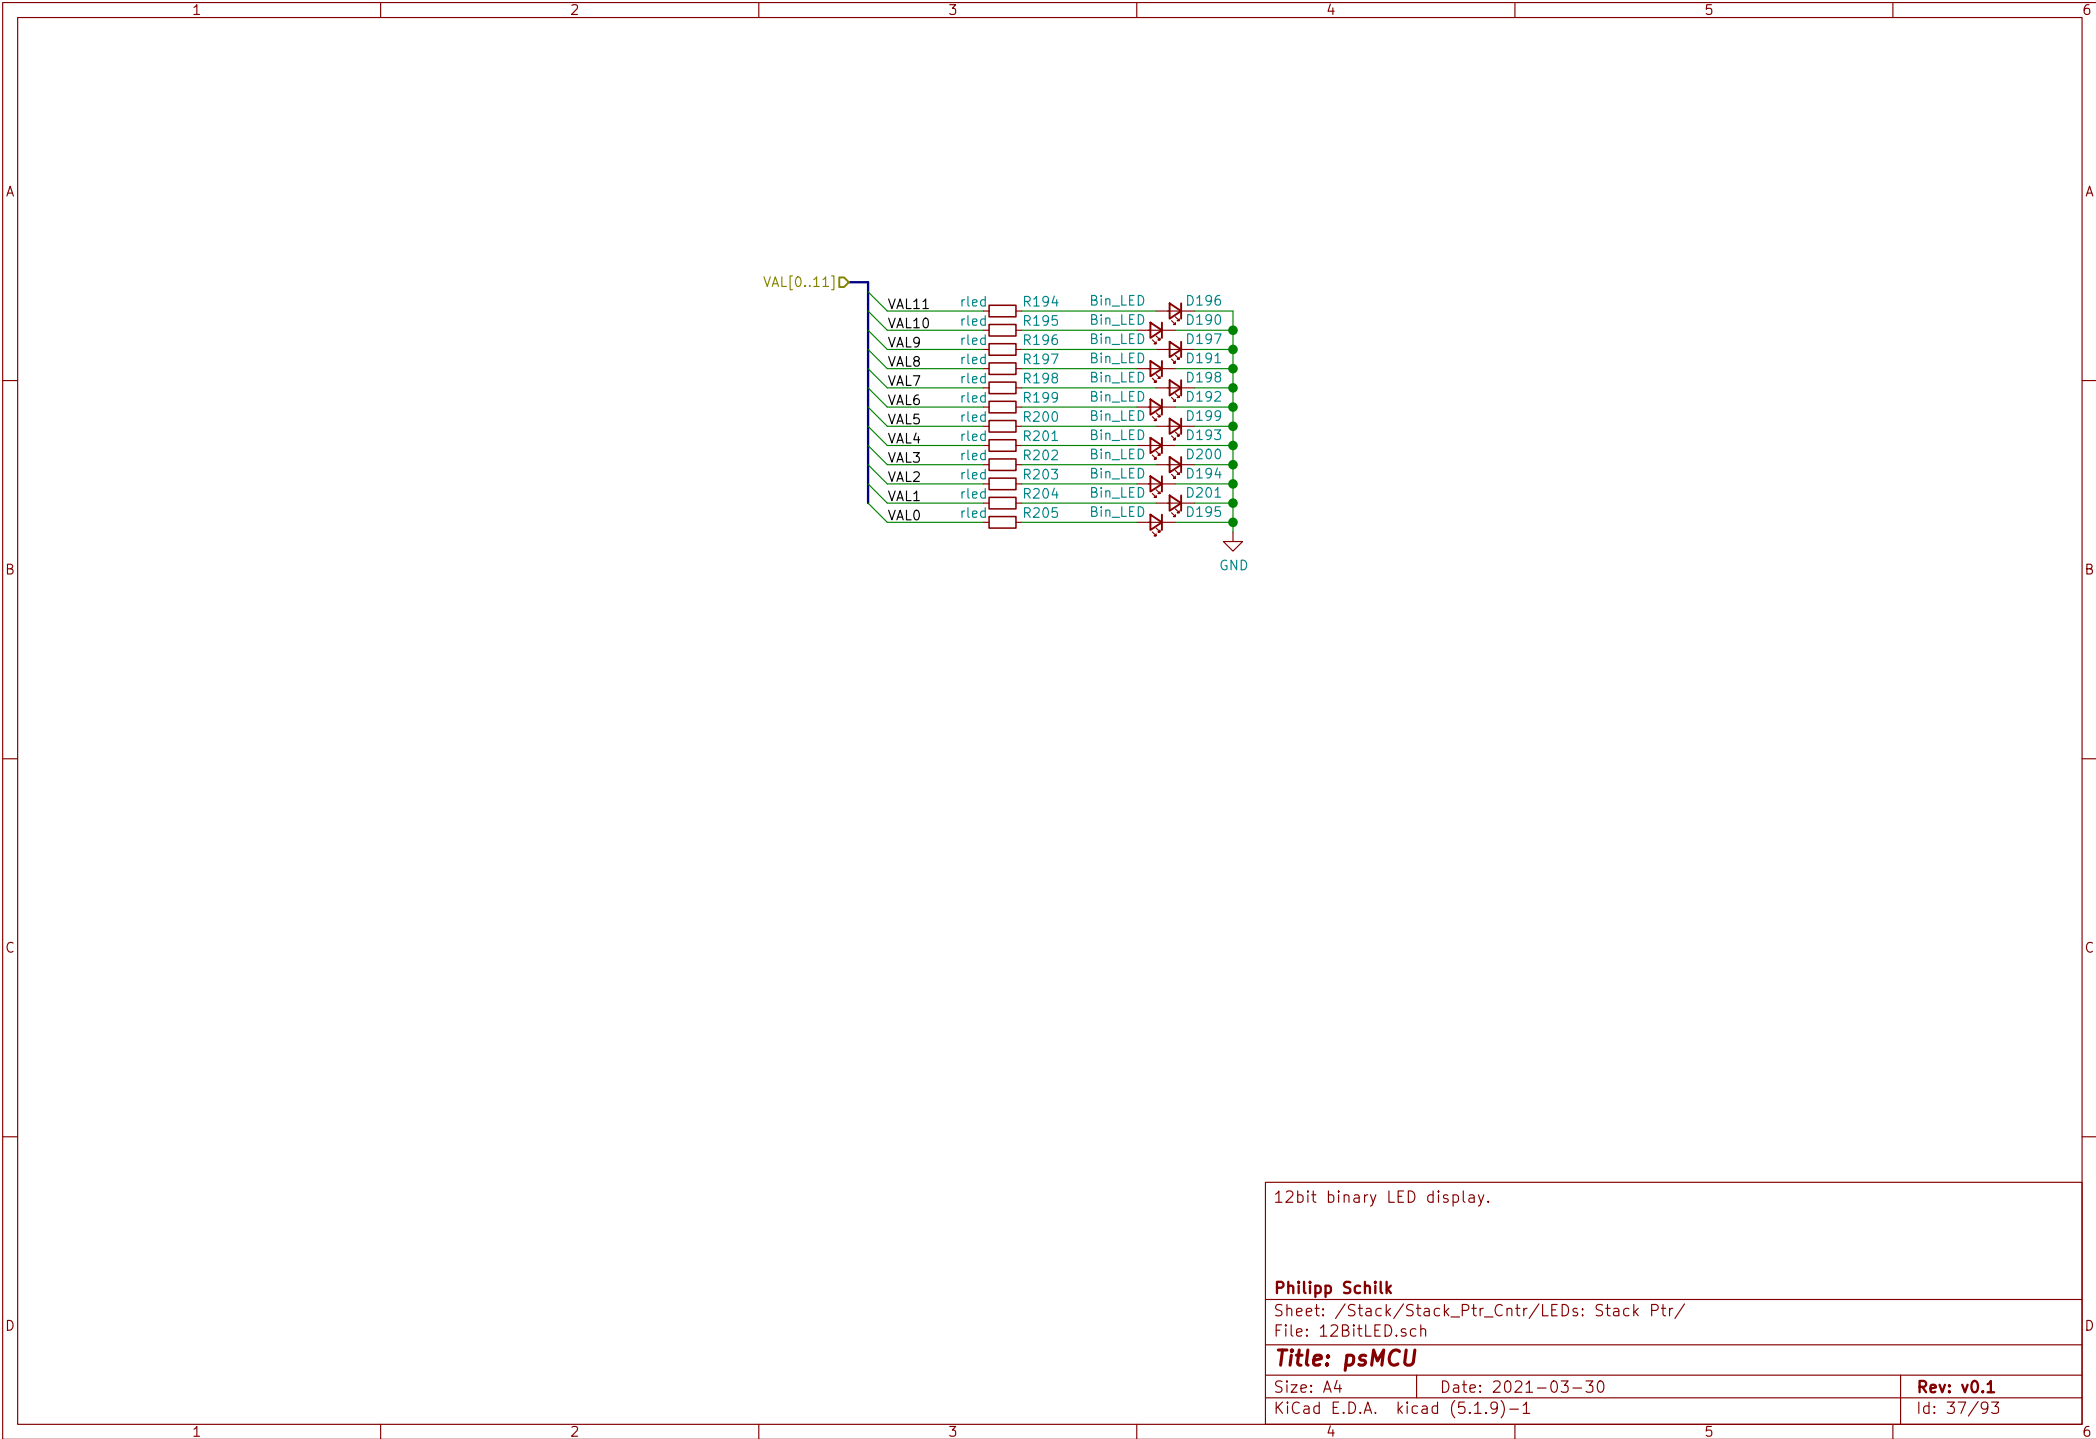 1 2 3 4 5 6
A A
VAL[0..11]
VAL11 rled R194 Bin_LED D196
VAL10 rled R195 Bin_LED D190
VAL9 rled R196 Bin_LED D197
VAL8 rled R197 Bin_LED D191
VAL7 rled R198 Bin_LED D198
VAL6 rled R199 Bin_LED D192
VAL5 rled R200 Bin_LED D199
VAL4 rled R201 Bin_LED D193
VAL3 rled R202 Bin_LED D200
VAL2 rled R203 Bin_LED D194
VAL1 rled R204 Bin_LED D201
VAL0 rled R205 Bin_LED D195
GND
B B
C C
12bit binary LED display.
Philipp Schilk
Sheet: /Stack/Stack_Ptr_Cntr/LEDs: Stack Ptr/
D D
File: 12BitLED.sch
Title: psMCU
Size: A4 Date: 2021-03-30 Rev: v0.1
KiCad E.D.A. kicad (5.1.9)-1 Id: 37/93
1 2 3 4 5 6